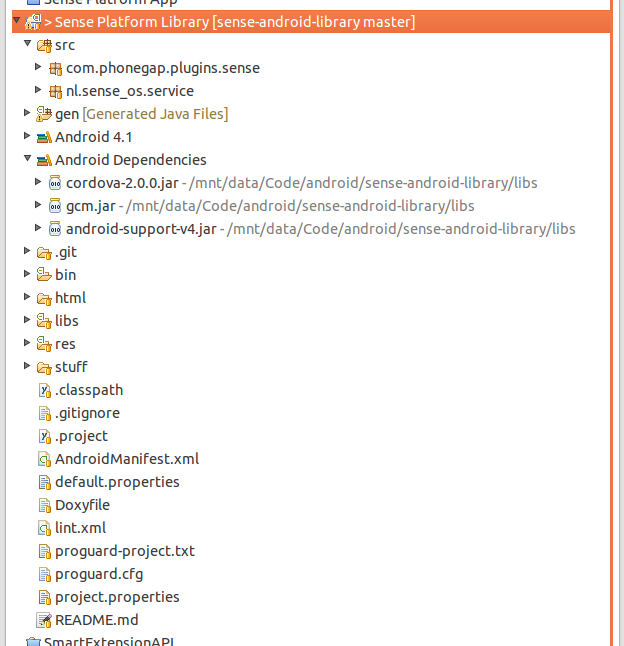 Sense Platform App
> Sense Platform Library [sense-android-library master]
src
com.phonegap.plugins.sense
nl.sense_os.service
gen [Generated Java Files]
Android 4.1
Android Dependencies
cordova-2.0.0.jar - /mnt/data/Code/android/sense-android-library/libs
gcm.jar - /mnt/data/Code/android/sense-android-library/libs
android-support-v4.jar - /mnt/data/Code/android/sense-android-library/libs
.git
bin
html
libs
res
stuff
.classpath
.gitignore
.project
AndroidManifest.xml
default.properties
Doxyfile
lint.xml
proguard-project.txt
proguard.cfg
project.properties
README.md
SmartExtensionAPI